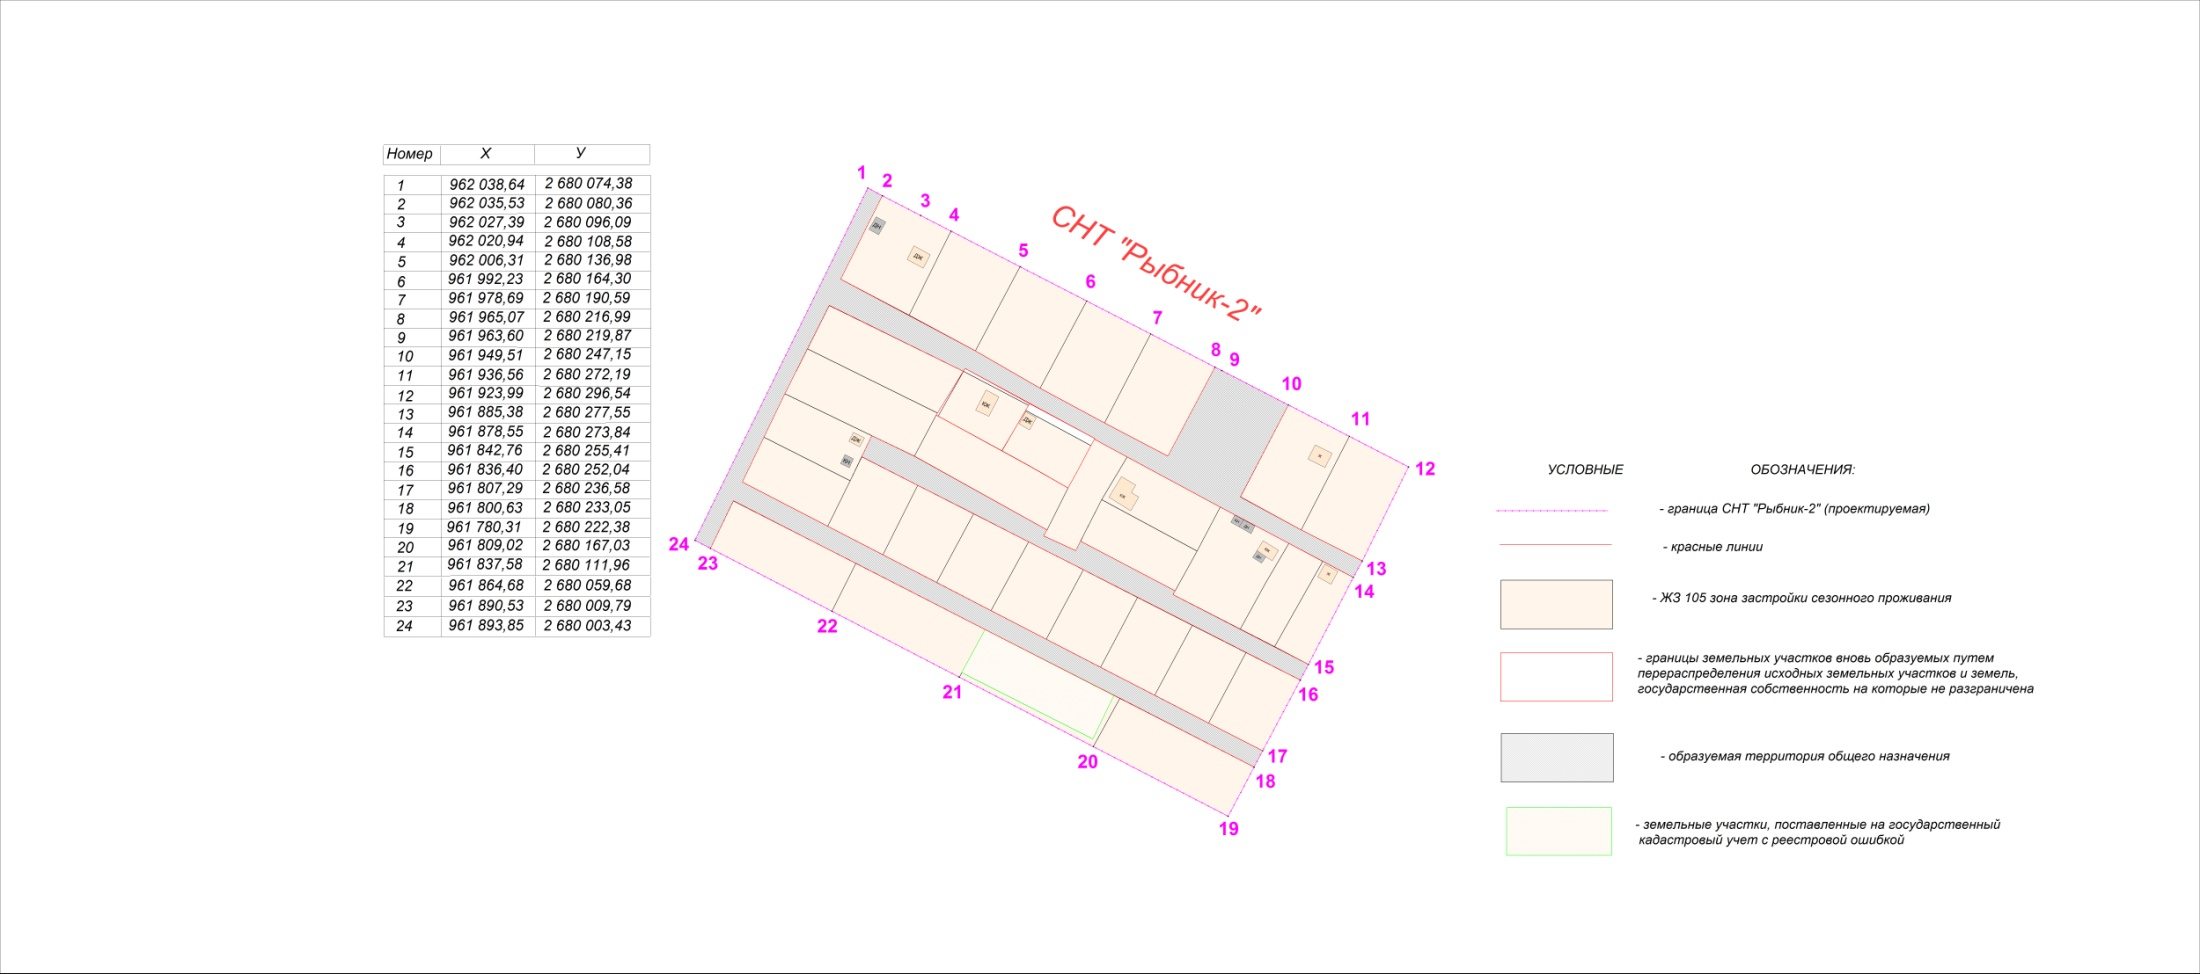 Номер X У
1 962 038,64 2 680 074,38
2 962 035,53 2 680 080,36
3 962 027,39 2 680 096,09
4 962 020,94 2 680 108,58
5 962 006,31 2 680 136,98
6 961 992,23 2 680 164,30
7 961 978,69 2 680 190,59
8 961 965,07 2 680 216,99
9 961 963,60 2 680 219,87
10 961 949,51 2 680 247,15
11 961 936,56 2 680 272,19
12 961 923,99 2 680 296,54
13 961 885,38 2 680 277,55
14 961 878,55 2 680 273,84
15 961 842,76 2 680 255,41
16 961 836,40 2 680 252,04
17 961 807,29 2 680 236,58
18 961 800,63 2 680 233,05
19 961 780,31 2 680 222,38
20 961 809,02 2 680 167,03
21 961 837,58 2 680 111,96
22 961 864,68 2 680 059,68
23 961 890,53 2 680 009,79
24 961 893,85 2 680 003,43
СНТ "Рыбник-2"
1
2
3
4
5
6
7
8
9
10
11
12
13
14
15
16
17
18
19
20
21
22
23
24
ДН
ДЖ
КЖ
ДЖ
ДЖ
УСЛОВНЫЕ ОБОЗНАЧЕНИЯ:
- граница СНТ "Рыбник-2" (проектируемая)
- красные линии
- ЖЗ 105 зона застройки сезонного проживания
- границы земельных участков вновь образуемых путем
перераспределения исходных земельных участков и земель,
государственная собственность на которые не разграничена
- образуемая территория общего назначения
- земельные участки, поставленные на государственный
кадастровый учет с реестровой ошибкой